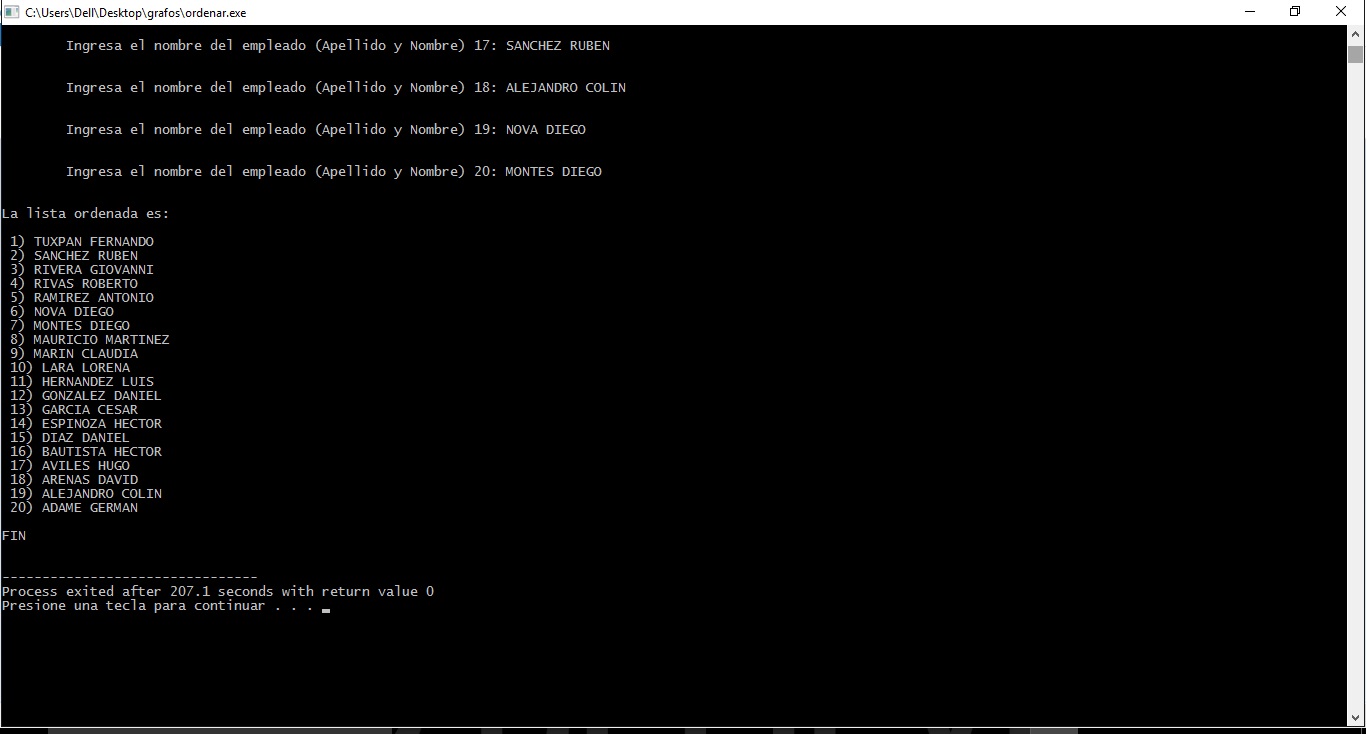 C:\Users\Dell\Desktop\grafos\ordenar.exe
Ingresa el nombre del empleado (Apellido y Nombre) 17: SANCHEZ RUBEN
Ingresa el nombre del empleado (Apellido y Nombre) 18: ALEJANDRO COLIN
Ingresa el nombre del empleado (Apellido y Nombre) 19: NOVA DIEGO
Ingresa el nombre del empleado (Apellido y Nombre) 20: MONTES DIEGO
La lista ordenada es:
1) TUXPAN FERNANDO
2) SANCHEZ RUBEN
3) RIVERA GIOVANNI
4) RIVAS ROBERTO
5) RAMIREZ ANTONIO
6) NOVA DIEGO
7) MONTES DIEGO
8) MAURICIO MARTINEZ
9) MARIN CLAUDIA
10) LARA LORENA
11) HERNANDEZ LUIS
12) GONZALEZ DANIEL
13) GARCIA CESAR
14) ESPINOZA HECTOR
15) DIAZ DANIEL
16) BAUTISTA HECTOR
17) AVILES HUGO
18) ARENAS DAVID
19) ALEJANDRO COLIN
20) ADAME GERMAN
FIN
--------------------------------
Process exited after 207.1 seconds with return value 0
Presione una tecla para continuar . . .